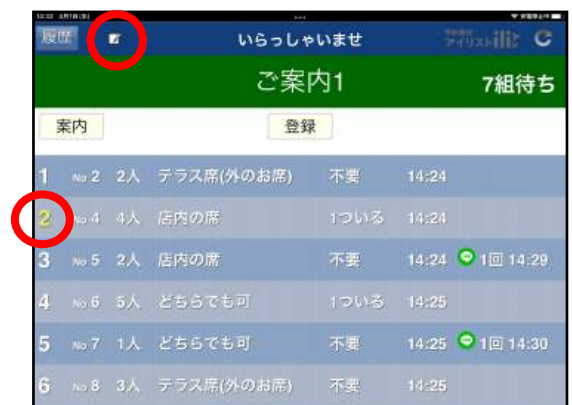 履歴 いらっしゃいませ アイリスト
ご案内1 7組待ち
案内 登録
1 No 2 2人 テラス席(外のお席) 不要 14:24
2 No 4 4人 店内の席 1ついる 14:24
3 No 5 2人 店内の席 不要 14:24 1回 14:29
4 No 6 5人 どちらでも可 1ついる 14:25
5 No 7 1人 どちらでも可 不要 14:25 1回 14:30
6 No 8 3人 テラス席(外のお席) 不要 14:25